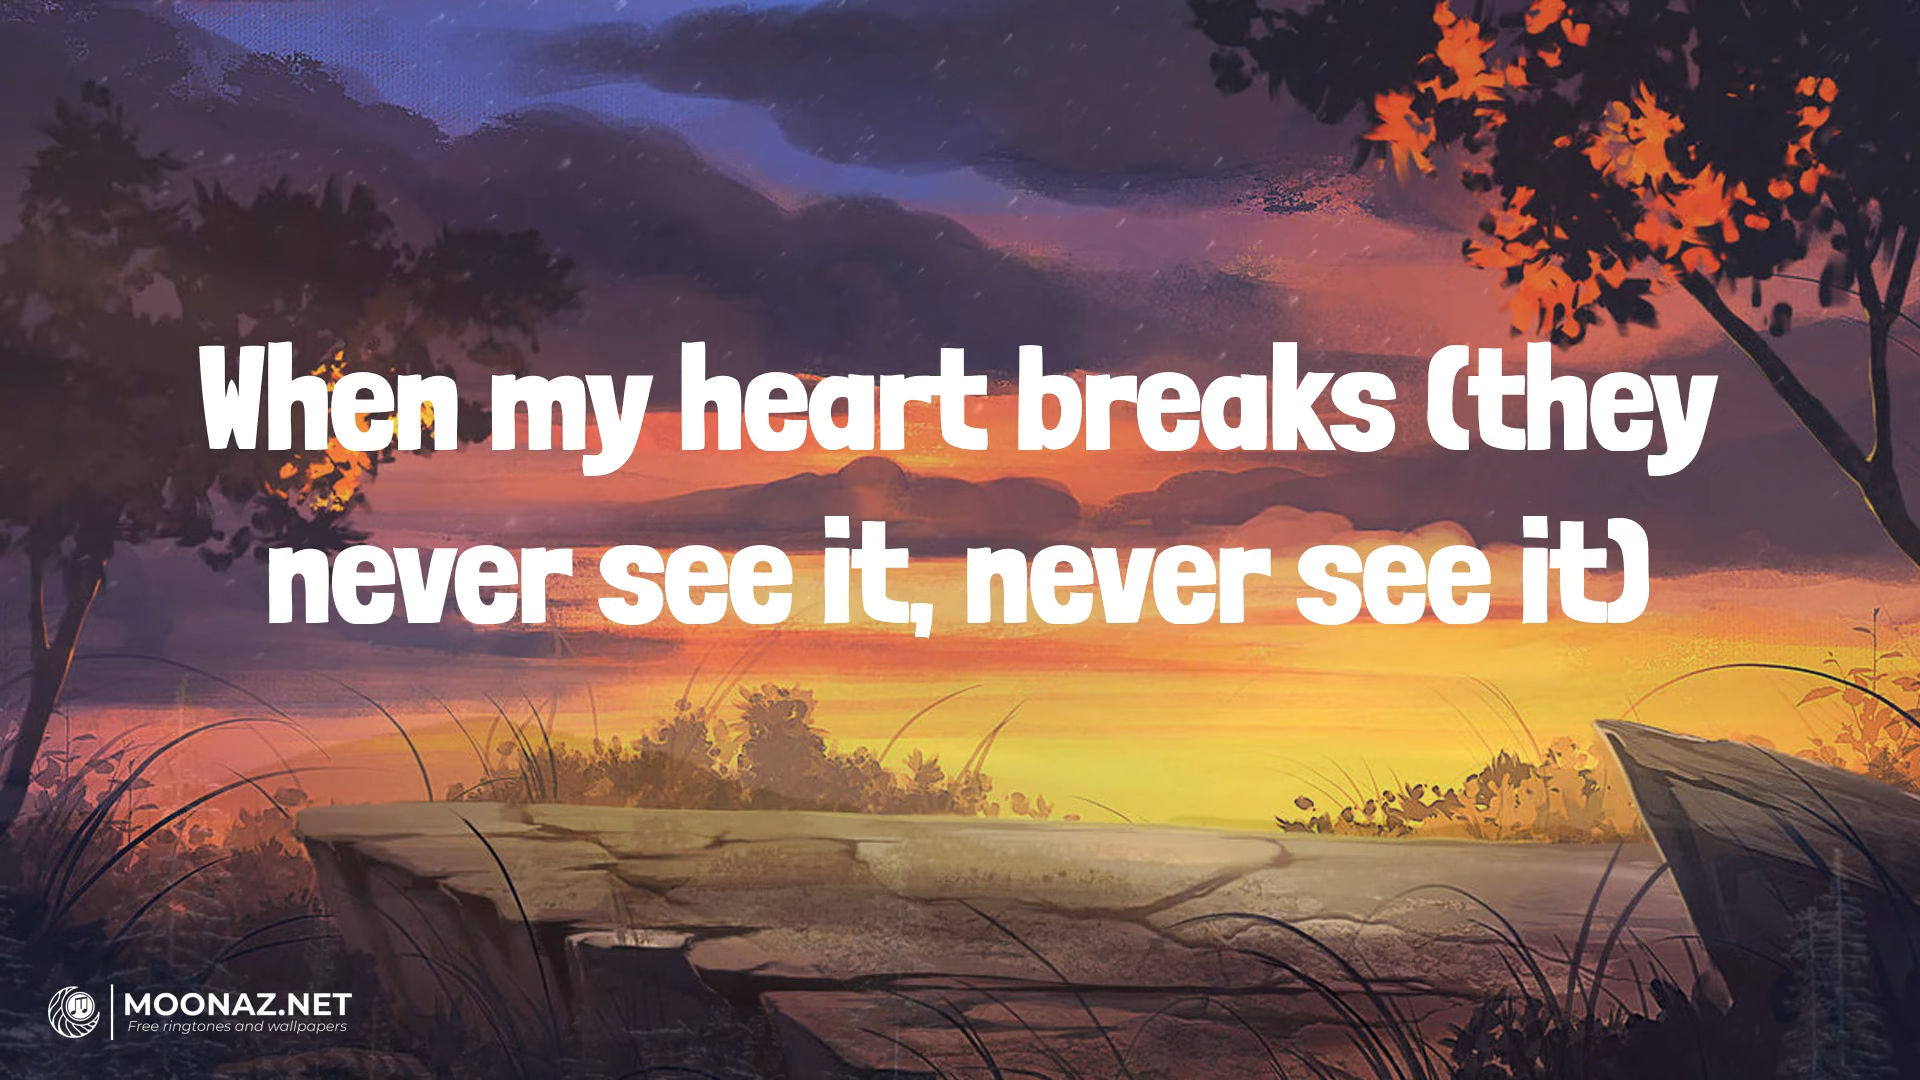 When my heart breaks (they
never see it, never see it)
MOONAZ.NET
Free ringtones and wallpapers